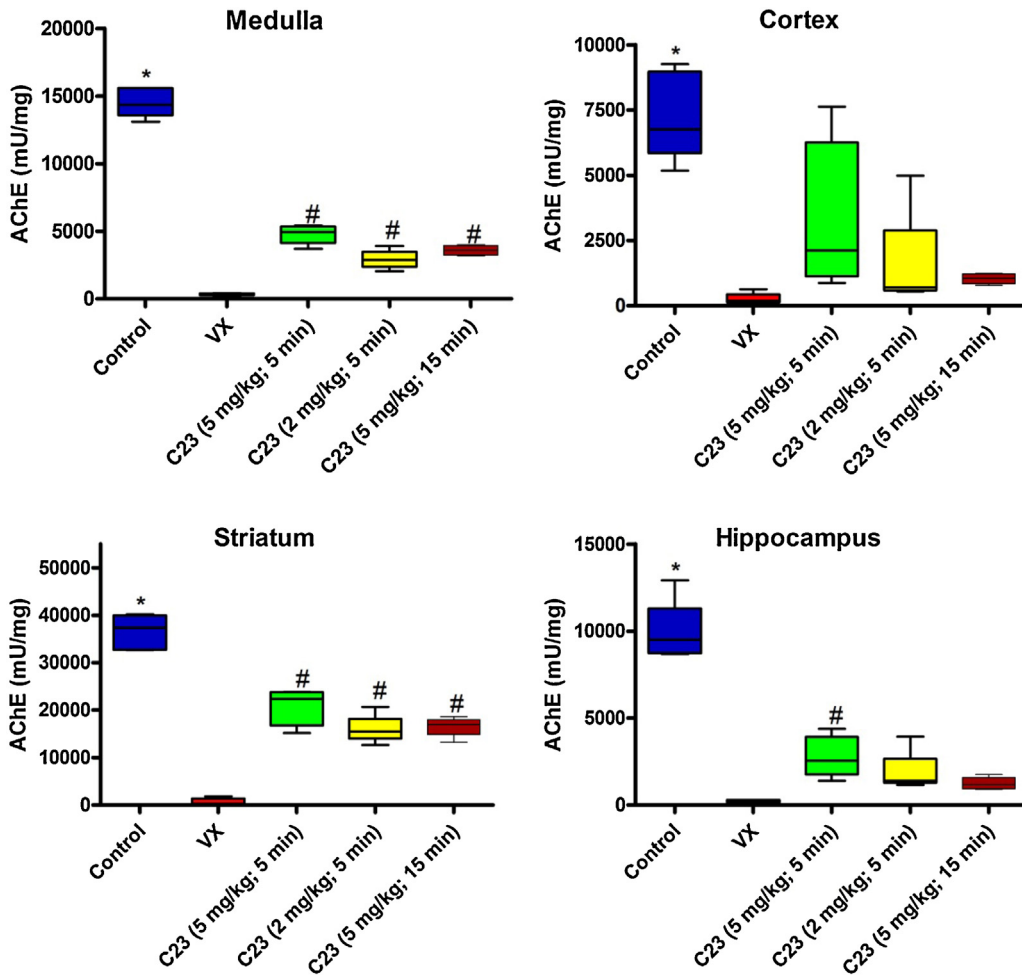 Medulla
AChE (mU/mg)
20000
15000
10000
5000
0
*
#
#
#
Control
VX
C23 (5 mg/kg; 5 min)
C23 (2 mg/kg; 5 min)
C23 (5 mg/kg; 15 min)
Cortex
AChE (mU/mg)
10000
7500
5000
2500
0
*
Control
VX
C23 (5 mg/kg; 5 min)
C23 (2 mg/kg; 5 min)
C23 (5 mg/kg; 15 min)
Striatum
AChE (mU/mg)
50000
40000
30000
20000
10000
0
*
#
#
#
Control
VX
C23 (5 mg/kg; 5 min)
C23 (2 mg/kg; 5 min)
C23 (5 mg/kg; 15 min)
Hippocampus
AChE (mU/mg)
15000
10000
5000
0
*
#
Control
VX
C23 (5 mg/kg; 5 min)
C23 (2 mg/kg; 5 min)
C23 (5 mg/kg; 15 min)